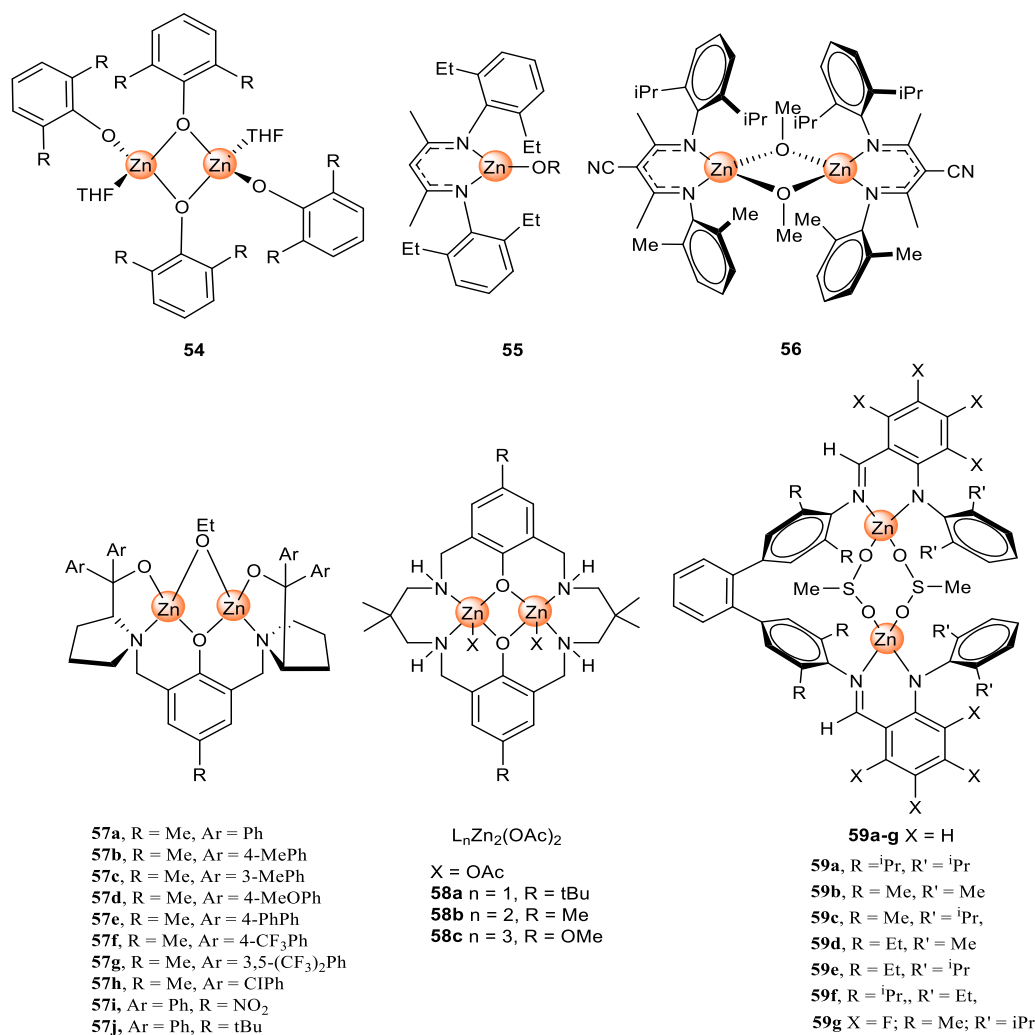 R
R
R
R
O
O
THF
Zn
Zn
THF
O
O
R
R
R
R
54
Et
Et
N
Zn
OR
N
Et
Et
55
iPr
iPr
Me
iPr
iPr
N
O
N
NC
Zn
Zn
CN
N
O
N
Me
Me
Me
Me
Me
56
OEt
Ar
Ar
O
O
Ar
Ar
Zn
Zn
N
O
N
R
R
H
H
N
O
N
Zn
Zn
X
O
X
N
N
H
H
R
X
X
X
X
H
R
N
N
R'
Zn
R
R'
O
O
Me
S
S
Me
O
O
Zn
R
R'
N
N
R
R'
H
X
X
X
X
57a, R = Me, Ar = Ph
57b, R = Me, Ar = 4-MePh
57c, R = Me, Ar = 3-MePh
57d, R = Me, Ar = 4-MeOPh
57e, R = Me, Ar = 4-PhPh
57f, R = Me, Ar = 4-CF₃Ph
57g, R = Me, Ar = 3,5-(CF₃)₂Ph
57h, R = Me, Ar = ClPh
57i, Ar = Ph, R = NO₂
57j, Ar = Ph, R = tBu
LₙZn₂(OAc)₂
X = OAc
58a n = 1, R = tBu
58b n = 2, R = Me
58c n = 3, R = OMe
59a-g X = H
59a, R =ⁱPr, R' = ⁱPr
59b, R = Me, R' = Me
59c, R = Me, R' = ⁱPr,
59d, R = Et, R' = Me
59e, R = Et, R' = ⁱPr
59f, R = ⁱPr,, R' = Et,
59g X = F; R = Me; R' = iPr